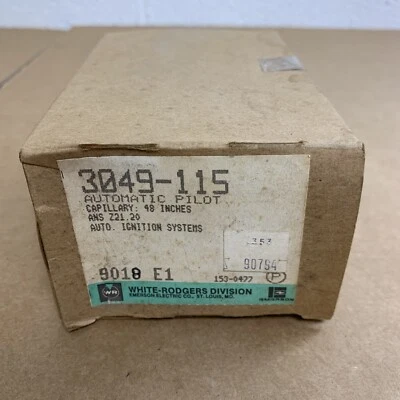 3049-115
AUTOMATIC PILOT
CAPILLARY: 48 INCHES
ANS Z21.20
AUTO. IGNITION SYSTEMS
353
90794
9018 E1
153-0477 P
WR
WHITE-RODGERS DIVISION
EMERSON ELECTRIC CO., ST. LOUIS, MO.